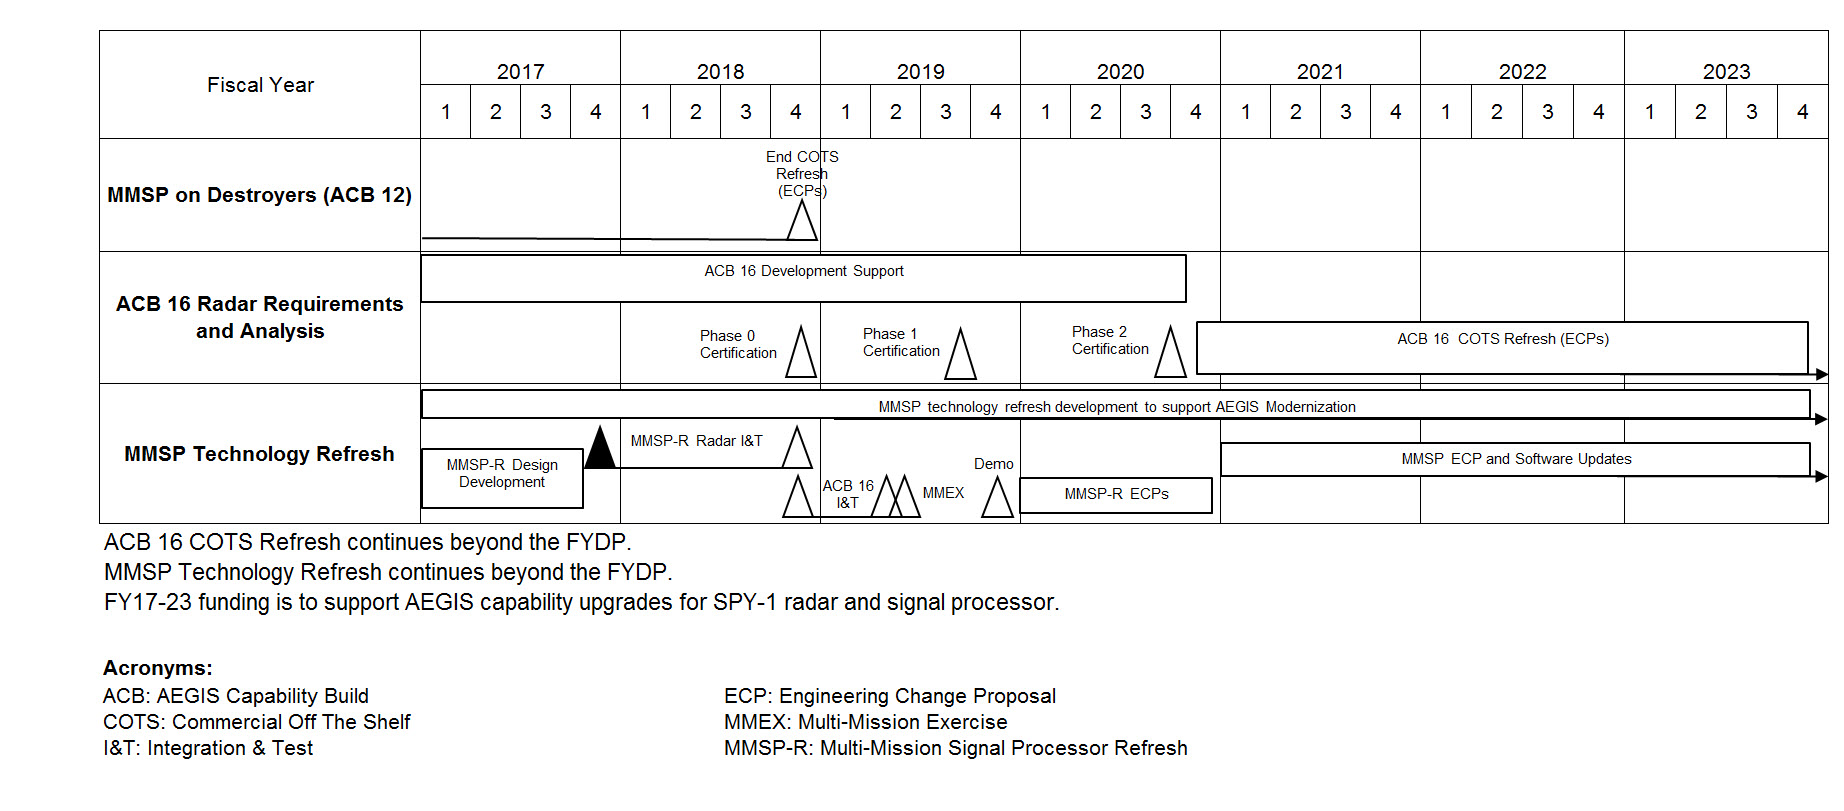 Fiscal Year
2017 2018 2019 2020 2021 2022 2023
1 2 3 4 1 2 3 4 1 2 3 4 1 2 3 4 1 2 3 4 1 2 3 4 1 2 3 4
MMSP on Destroyers (ACB 12)
End COTS
Refresh
(ECPs)
ACB 16 Radar Requirements
and Analysis
ACB 16 Development Support
Phase 0
Certification
Phase 1
Certification
Phase 2
Certification
ACB 16 COTS Refresh (ECPs)
MMSP Technology Refresh
MMSP technology refresh development to support AEGIS Modernization
MMSP-R Design
Development
MMSP-R Radar I&T
ACB 16
I&T
MMEX
Demo
MMSP-R ECPs
MMSP ECP and Software Updates
ACB 16 COTS Refresh continues beyond the FYDP.
MMSP Technology Refresh continues beyond the FYDP.
FY17-23 funding is to support AEGIS capability upgrades for SPY-1 radar and signal processor.
Acronyms:
ACB: AEGIS Capability Build
COTS: Commercial Off The Shelf
I&T: Integration & Test
ECP: Engineering Change Proposal
MMEX: Multi-Mission Exercise
MMSP-R: Multi-Mission Signal Processor Refresh